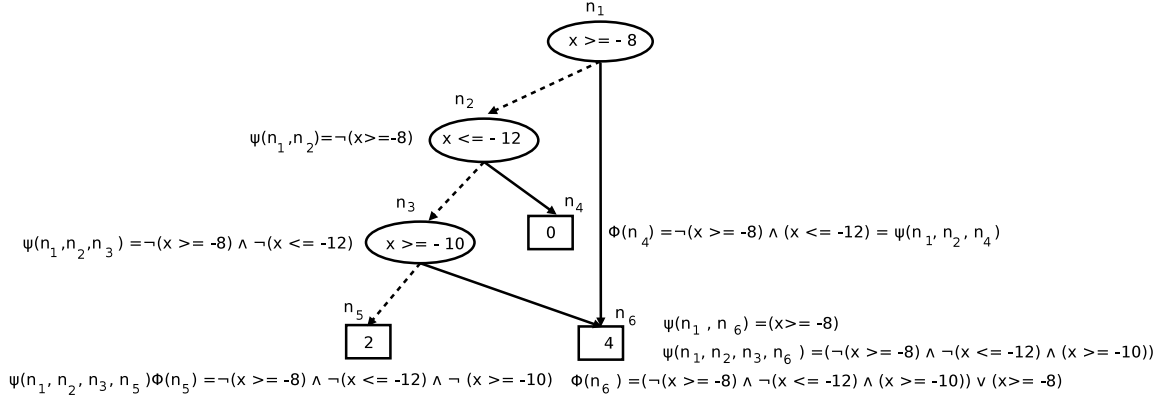 n1
x >= - 8
n2
ψ(n1,n2)=¬(x>=-8)
x <= - 12
n3
n4
0
ψ(n1,n2,n3) =¬(x >= -8) ∧ ¬(x <= -12)
x >= - 10
Φ(n4) =¬(x >= -8) ∧ (x <= -12) = ψ(n1, n2, n4)
n5
n6
2
4
ψ(n1, n6) =(x>= -8)
ψ(n1, n2, n3, n6) =(¬(x >= -8) ∧ ¬(x <= -12) ∧ (x >= -10))
ψ(n1, n2, n3, n5)Φ(n5) =¬(x >= -8) ∧ ¬(x <= -12) ∧ ¬ (x >= -10)
Φ(n6) =(¬(x >= -8) ∧ ¬(x <= -12) ∧ (x >= -10)) ∨ (x>= -8)